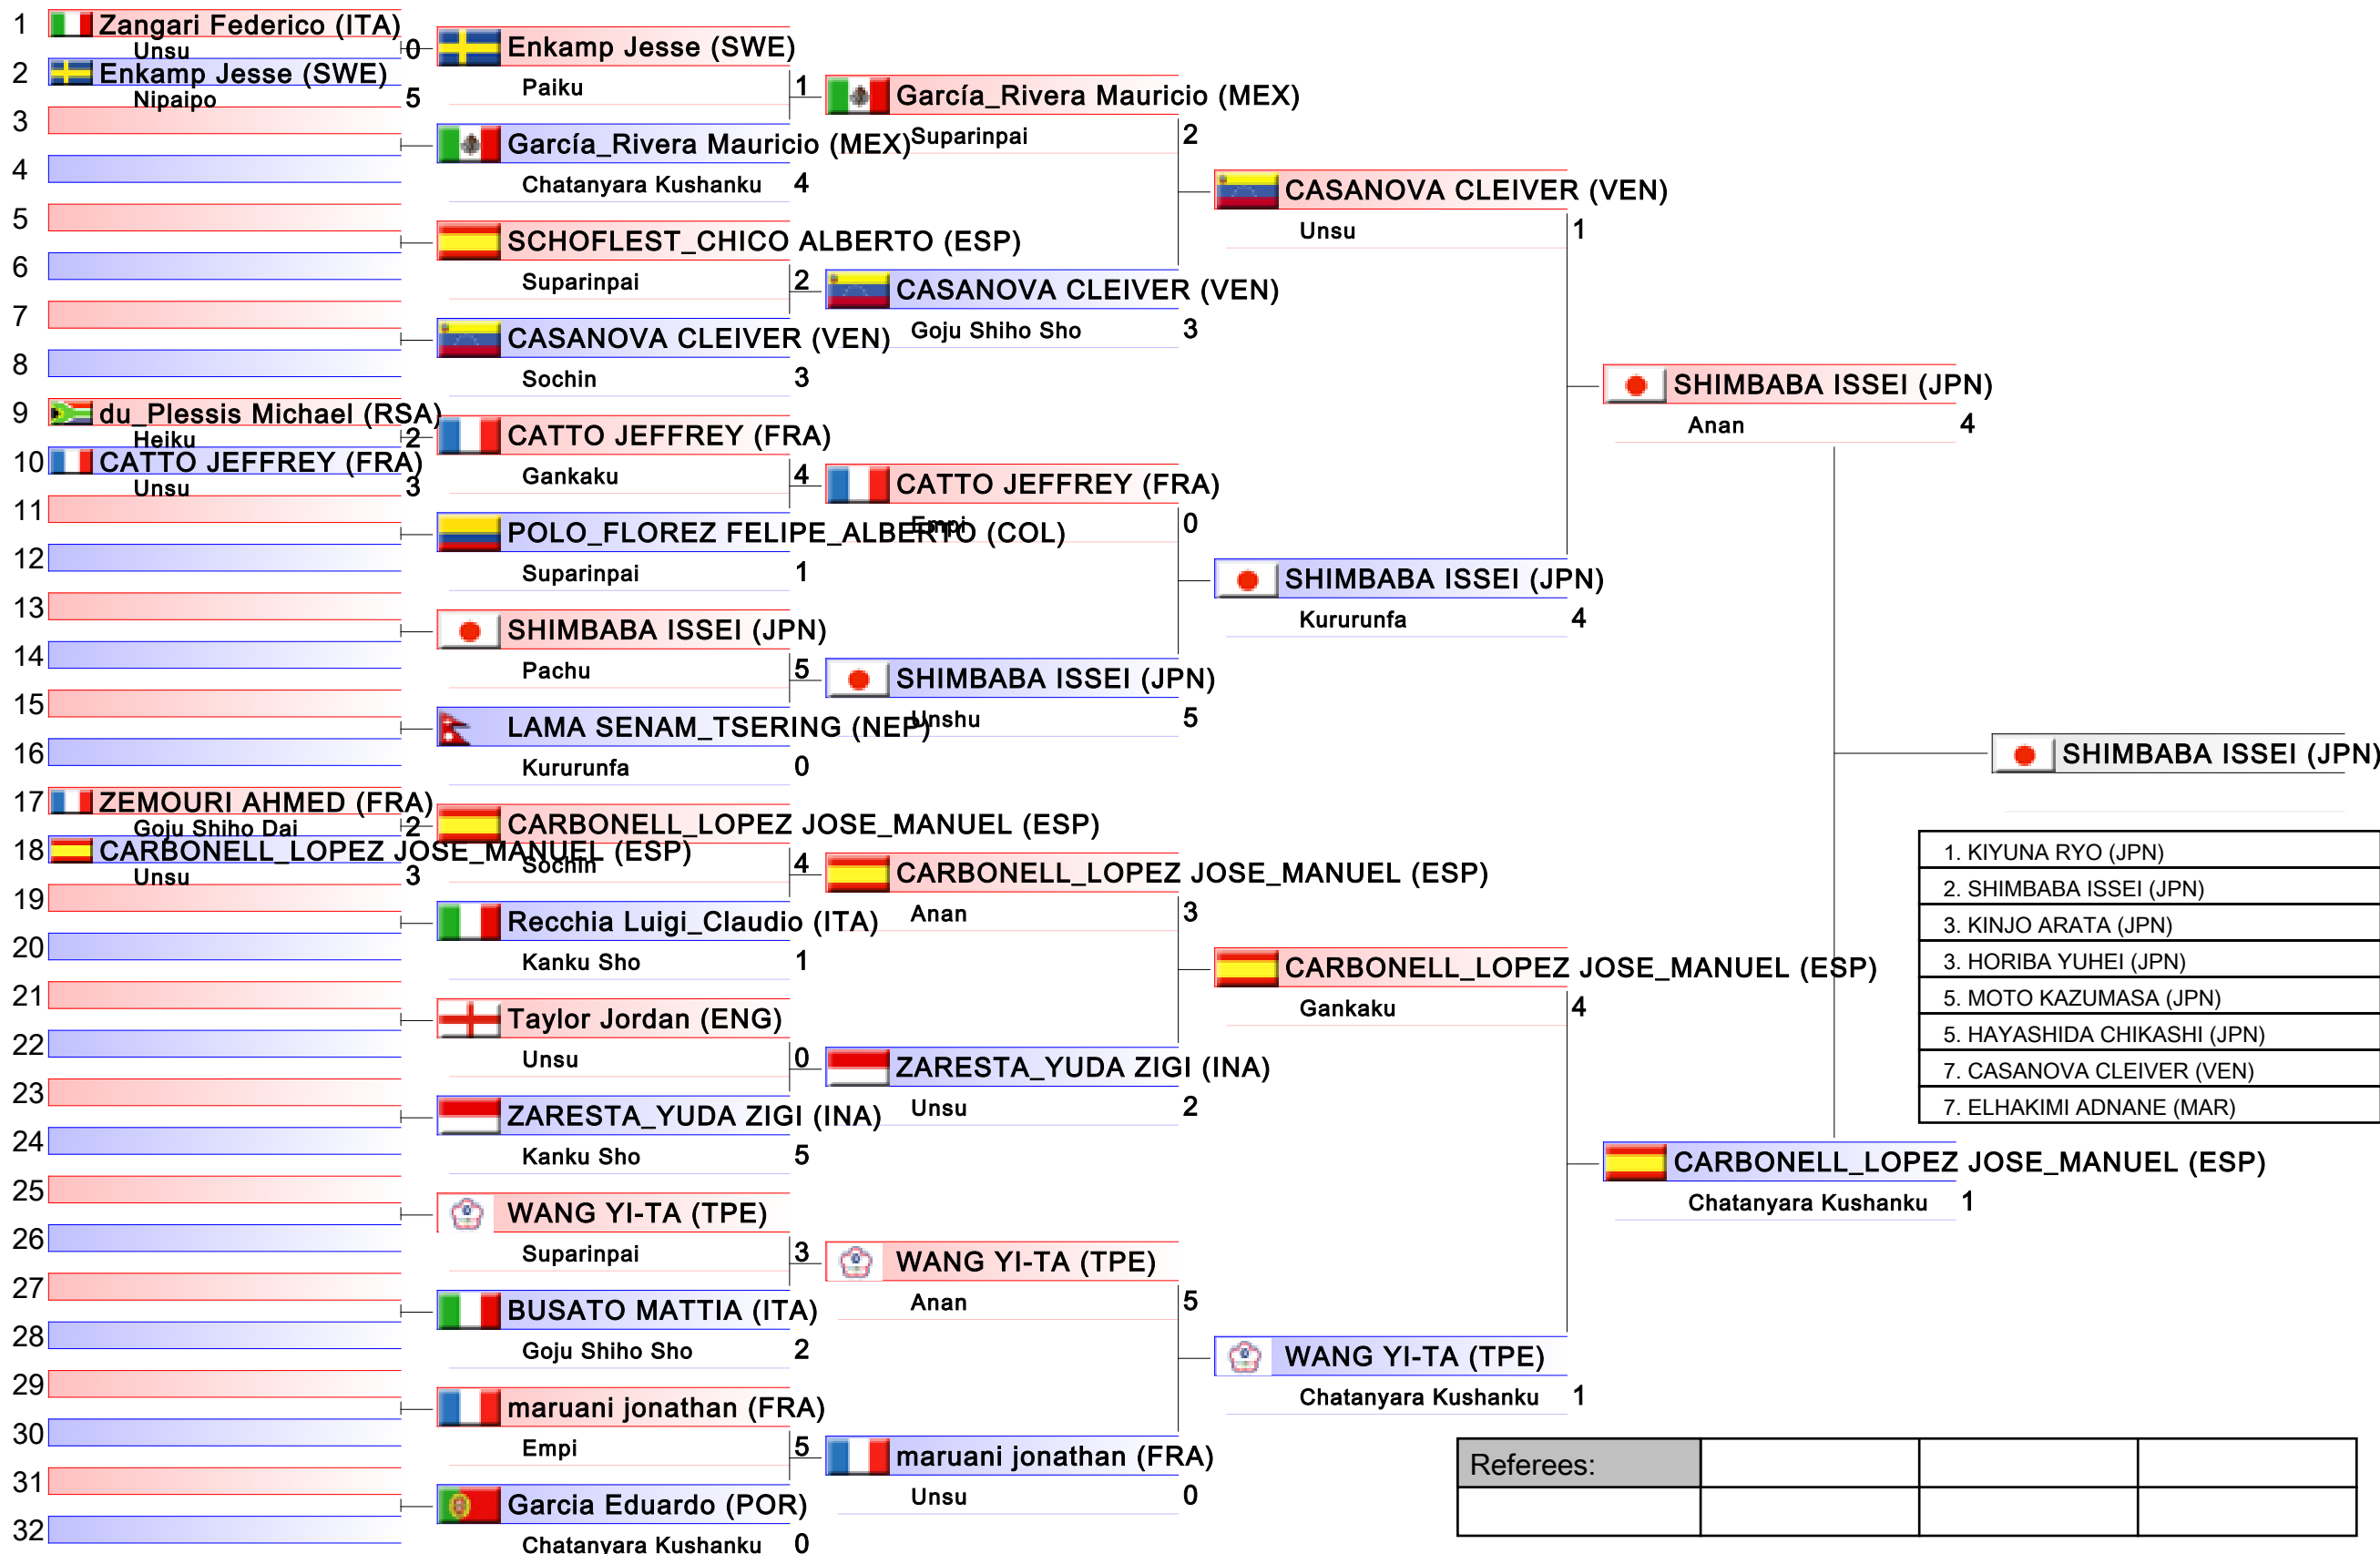 1 Zangari Federico (ITA)
Unsu 0
2 Enkamp Jesse (SWE)
Nipaipo 5
3
4
5
6
7
8
9 du_Plessis Michael (RSA)
Heiku 2
10 CATTO JEFFREY (FRA)
Unsu 3
11
12
13
14
15
16
17 ZEMOURI AHMED (FRA)
Goju Shiho Dai 2
18 CARBONELL_LOPEZ JOSE_MANUEL (ESP)
Unsu 3
19
20
21
22
23
24
25
26
27
28
29
30
31
32
Enkamp Jesse (SWE)
Paiku 1
García_Rivera Mauricio (MEX)
Chatanyara Kushanku 4
SCHOFLEST_CHICO ALBERTO (ESP)
Suparinpai 2
CASANOVA CLEIVER (VEN)
Sochin 3
CATTO JEFFREY (FRA)
Gankaku 4
POLO_FLOREZ FELIPE_ALBERTO (COL)
Suparinpai 1
SHIMBABA ISSEI (JPN)
Pachu 5
LAMA SENAM_TSERING (NEP)
Kururunfa 0
CARBONELL_LOPEZ JOSE_MANUEL (ESP)
Sochin 4
Recchia Luigi_Claudio (ITA)
Kanku Sho 1
Taylor Jordan (ENG)
Unsu 0
ZARESTA_YUDA ZIGI (INA)
Kanku Sho 5
WANG YI-TA (TPE)
Suparinpai 3
BUSATO MATTIA (ITA)
Goju Shiho Sho 2
maruani jonathan (FRA)
Empi 5
Garcia Eduardo (POR)
Chatanyara Kushanku 0
García_Rivera Mauricio (MEX)
Suparinpai 2
CASANOVA CLEIVER (VEN)
Goju Shiho Sho 3
CATTO JEFFREY (FRA)
Empi 0
SHIMBABA ISSEI (JPN)
Unshu 5
CARBONELL_LOPEZ JOSE_MANUEL (ESP)
Anan 3
ZARESTA_YUDA ZIGI (INA)
Unsu 2
WANG YI-TA (TPE)
Anan 5
maruani jonathan (FRA)
Unsu 0
CASANOVA CLEIVER (VEN)
Unsu 1
SHIMBABA ISSEI (JPN)
Kururunfa 4
CARBONELL_LOPEZ JOSE_MANUEL (ESP)
Gankaku 4
WANG YI-TA (TPE)
Chatanyara Kushanku 1
SHIMBABA ISSEI (JPN)
Anan 4
CARBONELL_LOPEZ JOSE_MANUEL (ESP)
Chatanyara Kushanku 1
SHIMBABA ISSEI (JPN)
1. KIYUNA RYO (JPN)
2. SHIMBABA ISSEI (JPN)
3. KINJO ARATA (JPN)
3. HORIBA YUHEI (JPN)
5. MOTO KAZUMASA (JPN)
5. HAYASHIDA CHIKASHI (JPN)
7. CASANOVA CLEIVER (VEN)
7. ELHAKIMI ADNANE (MAR)
Referees: